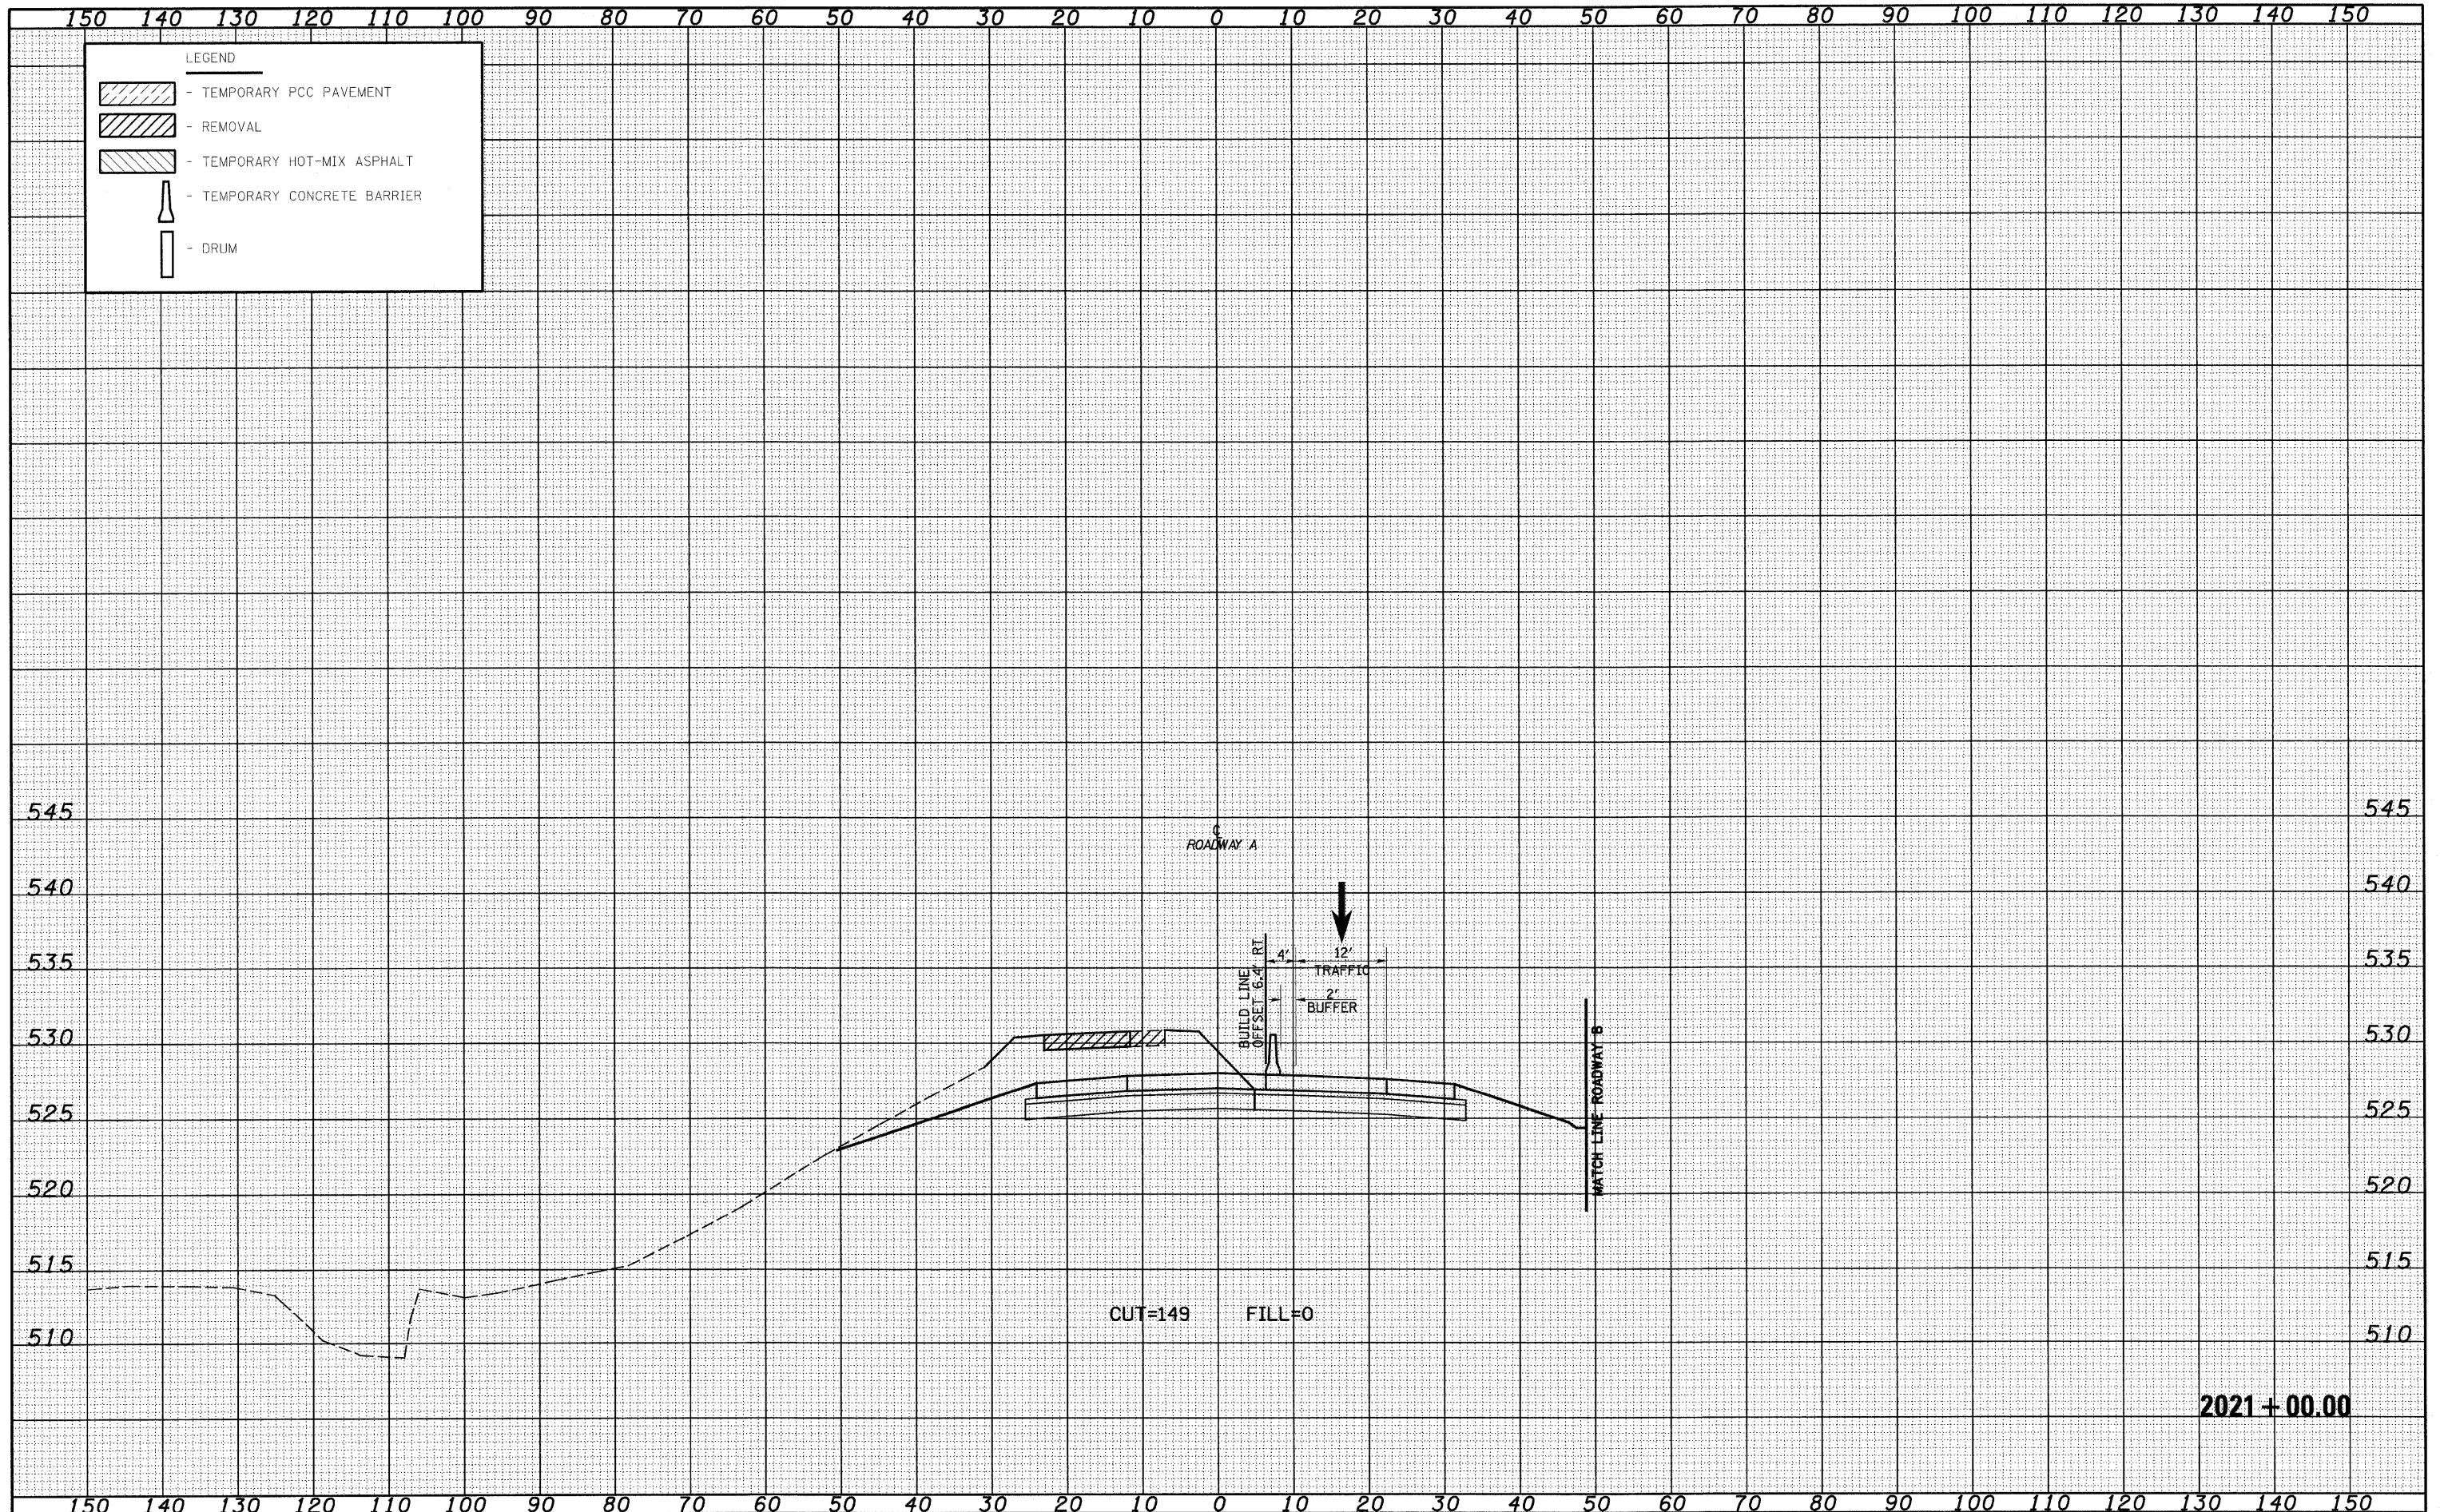 150 140 130 120 110 100 90 80 70 60 50 40 30 20 10 0 10 20 30 40 50 60 70 80 90 100 110 120 130 140 150
LEGEND
- TEMPORARY PCC PAVEMENT
- REMOVAL
- TEMPORARY HOT-MIX ASPHALT
- TEMPORARY CONCRETE BARRIER
- DRUM
545 545
℄
ROADWAY A
540 540
BUILD LINE
OFFSET 6.4' RT
4' 12'
TRAFFIC
535 535
2'
BUFFER
530 530
MATCH LINE ROADWAY B
525 525
520 520
515 515
CUT=149 FILL=0
510 510
2021+00.00
150 140 130 120 110 100 90 80 70 60 50 40 30 20 10 0 10 20 30 40 50 60 70 80 90 100 110 120 130 140 150